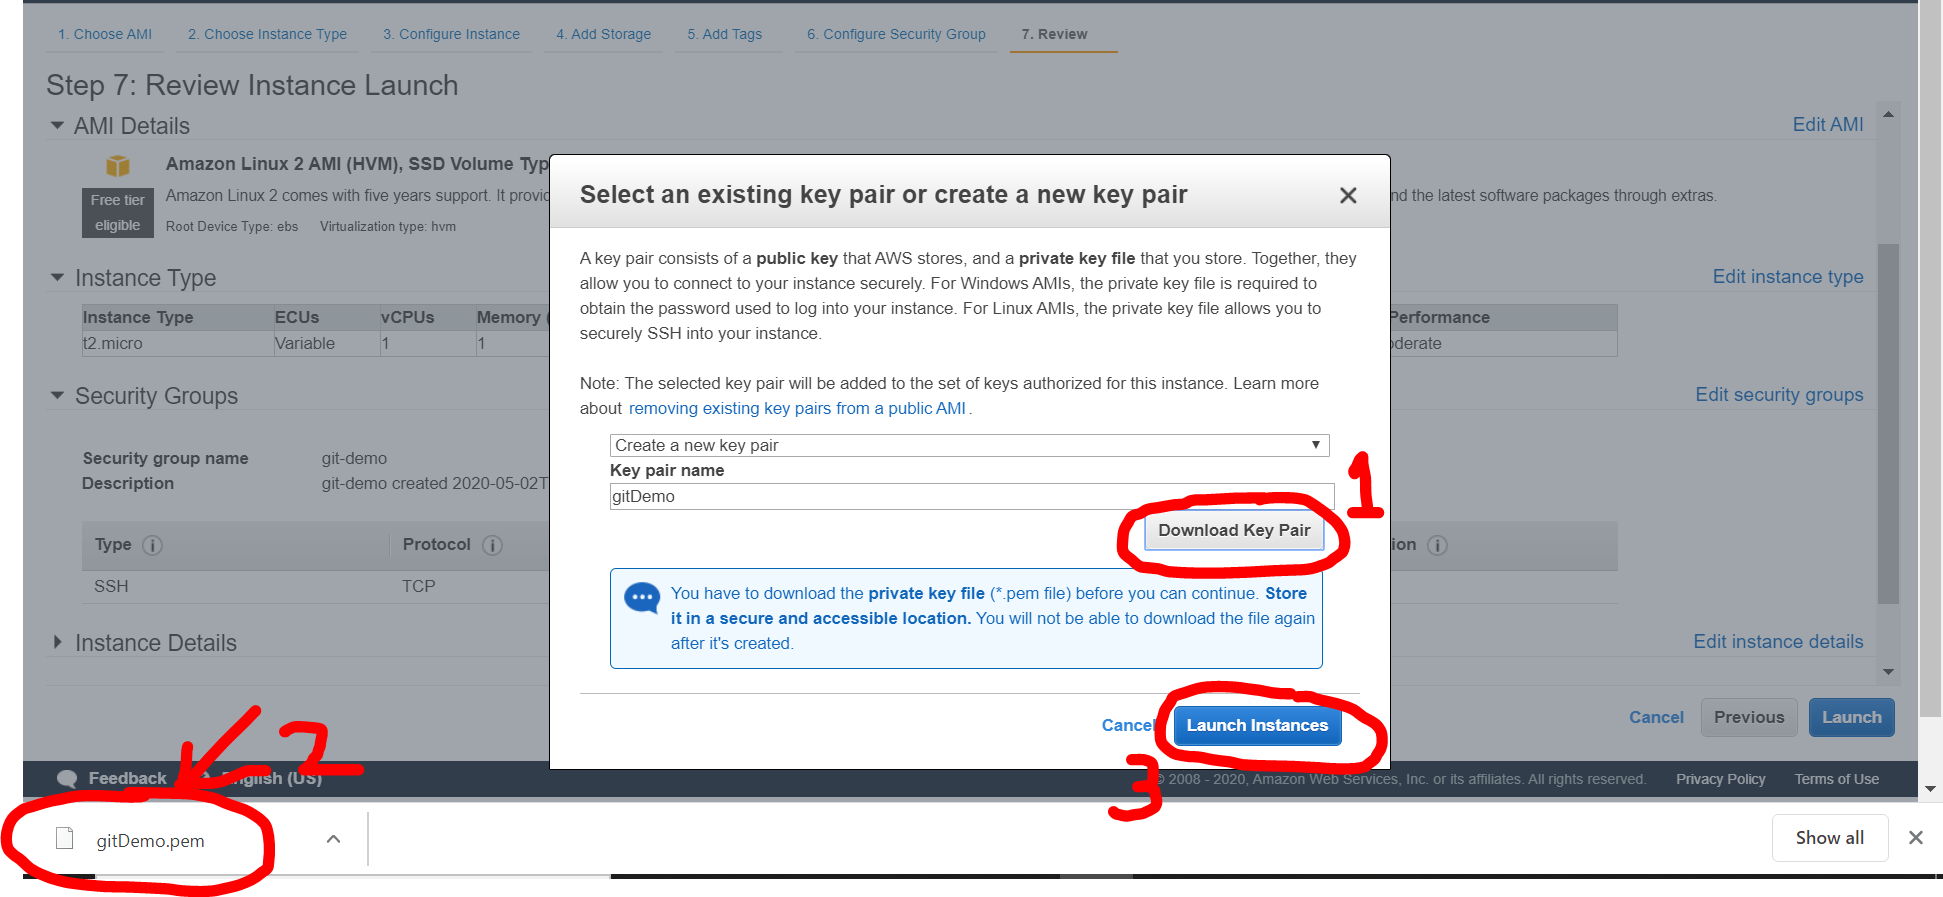 1. Choose AMI 2. Choose Instance Type 3. Configure Instance 4. Add Storage 5. Add Tags 6. Configure Security Group 7. Review
Step 7: Review Instance Launch
AMI Details Edit AMI
Amazon Linux 2 AMI (HVM), SSD Volume Typ
Free tier eligible
Amazon Linux 2 comes with five years support. It provid
nd the latest software packages through extras.
Root Device Type: ebs Virtualization type: hvm
Instance Type Edit instance type
Instance Type ECUs vCPUs Memory ( Performance
t2.micro Variable 1 1 oderate
Security Groups Edit security groups
Security group name git-demo
Description git-demo created 2020-05-02T
Type i Protocol i ion i
SSH TCP
Instance Details Edit instance details
Cancel Previous Launch
Select an existing key pair or create a new key pair
A key pair consists of a public key that AWS stores, and a private key file that you store. Together, they
allow you to connect to your instance securely. For Windows AMIs, the private key file is required to
obtain the password used to log into your instance. For Linux AMIs, the private key file allows you to
securely SSH into your instance.
Note: The selected key pair will be added to the set of keys authorized for this instance. Learn more
about removing existing key pairs from a public AMI.
Create a new key pair
Key pair name
gitDemo
1
Download Key Pair
You have to download the private key file (*.pem file) before you can continue. Store
it in a secure and accessible location. You will not be able to download the file again
after it's created.
Cancel Launch Instances
2
3
Feedback English (US) © 2008 - 2020, Amazon Web Services, Inc. or its affiliates. All rights reserved. Privacy Policy Terms of Use
gitDemo.pem Show all